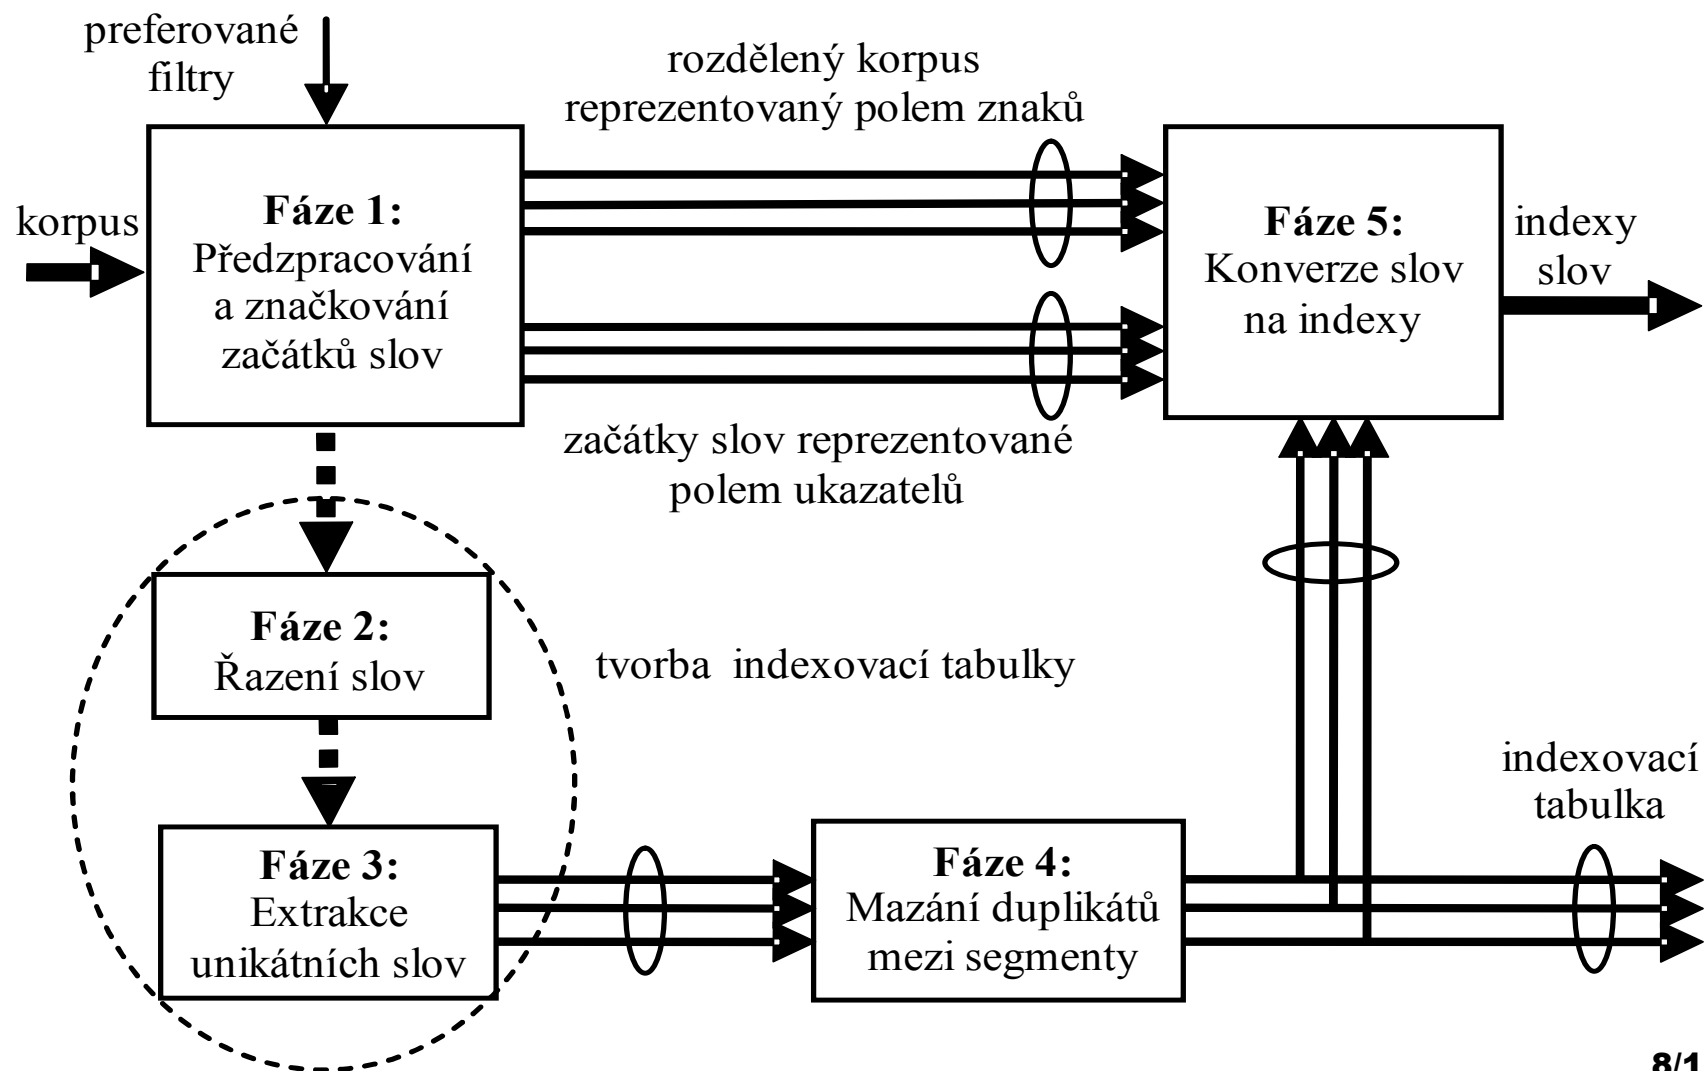 preferované
filtry
rozdělený korpus
reprezentovaný polem znaků
korpus
Fáze 1:
Předzpracování
a značkování
začátků slov
Fáze 5:
Konverze slov
na indexy
indexy
slov
začátky slov reprezentované
polem ukazatelů
Fáze 2:
Řazení slov
tvorba indexovací tabulky
indexovací
tabulka
Fáze 3:
Extrakce
unikátních slov
Fáze 4:
Mazání duplikátů
mezi segmenty
8/1